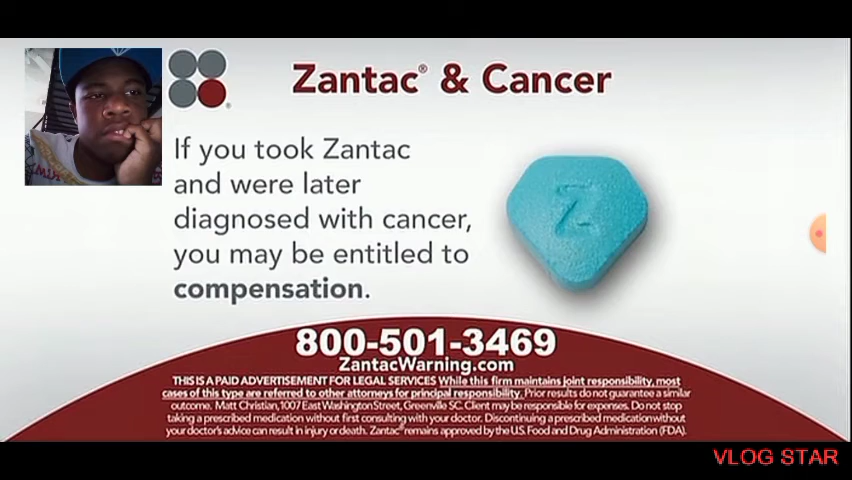 Zantac® & Cancer
If you took Zantac
and were later
diagnosed with cancer,
you may be entitled to
compensation.
Z
800-501-3469
ZantacWarning.com
THIS IS A PAID ADVERTISEMENT FOR LEGAL SERVICES While this firm maintains joint responsibility, most
cases of this type are referred to other attorneys for principal responsibility. Prior results do not guarantee a similar
outcome. Matt Christian, 1007 East Washington Street, Greenville SC. Client may be responsible for expenses. Do not stop
taking a prescribed medication without first consulting with your doctor. Discontinuing a prescribed medication without
your doctor's advice can result in injury or death. Zantac® remains approved by the U.S. Food and Drug Administration (FDA).
VLOG STAR